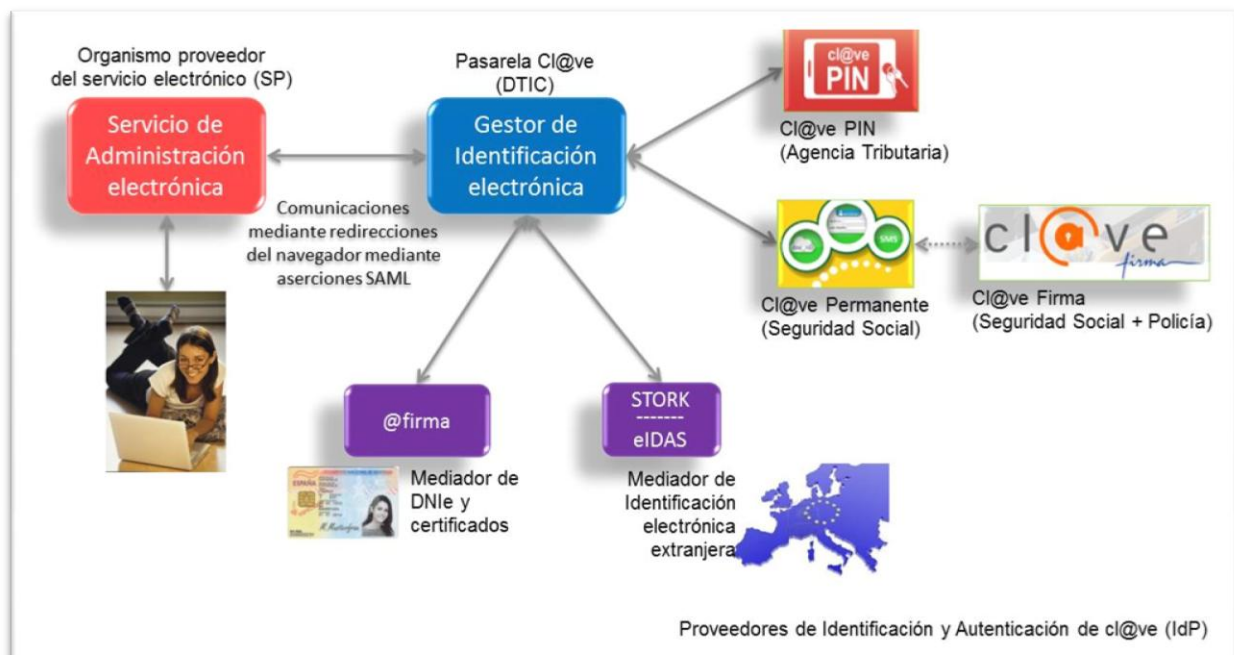 Organismo proveedor
del servicio electrónico (SP)
Servicio de
Administración
electrónica
Pasarela Cl@ve
(DTIC)
Gestor de
Identificación
electrónica
Comunicaciones
mediante redirecciones
del navegador mediante
aserciones SAML
cl@ve
PIN
Cl@ve PIN
(Agencia Tributaria)
SMS
Cl@ve Permanente
(Seguridad Social)
cl@ve
firma
Cl@ve Firma
(Seguridad Social + Policía)
@firma
ESPAÑA
Mediador de
DNIe y
certificados
STORK
-------
eIDAS
Mediador de
Identificación
electrónica
extranjera
Proveedores de Identificación y Autenticación de cl@ve (IdP)